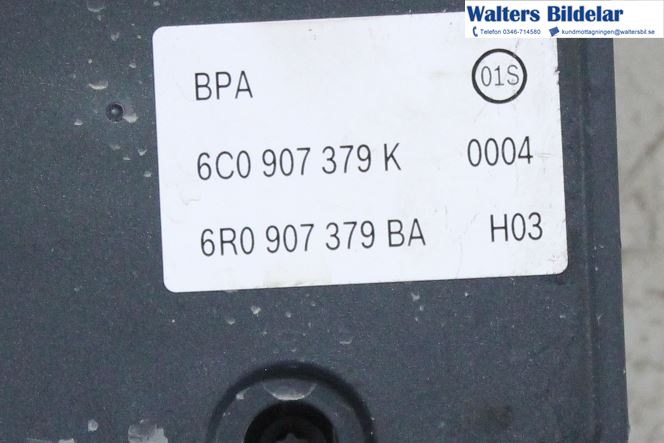 Walters Bildelar
Telefon 0346-714580 kundmottagningen@waltersbil.se
BPA 01S
6C0 907 379 K 0004
6R0 907 379 BA H03